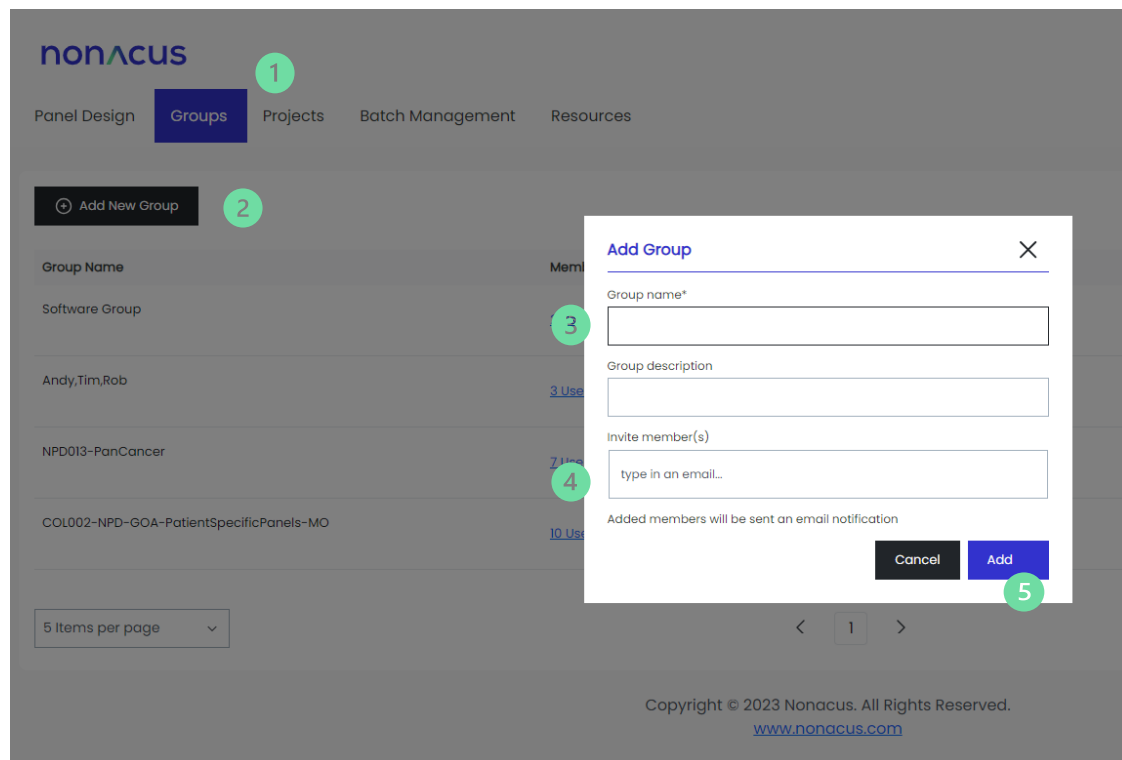 nonacus
1
Panel Design Groups Projects Batch Management Resources
Add New Group
2
Group Name
Software Group
Andy,Tim,Rob
3 Use
NPD013-PanCancer
7
COL002-NPD-GOA-PatientSpecificPanels-MO
10 Use
5 Items per page
1
Add Group
Group name*
3
Group description
Invite member(s)
type in an email...
4
Added members will be sent an email notification
Cancel Add
5
Copyright © 2023 Nonacus. All Rights Reserved.
www.nonacus.com